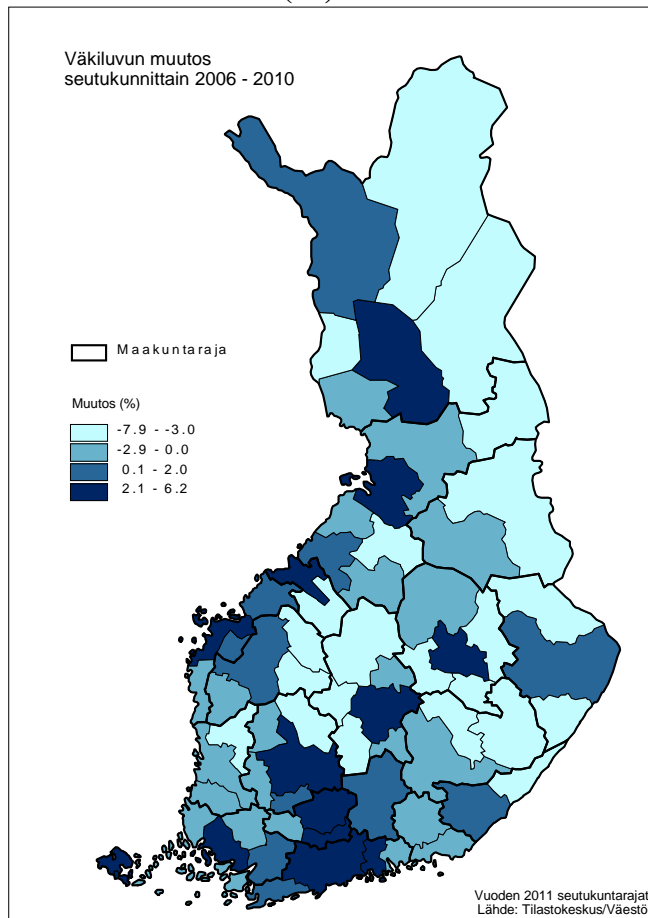 Väkiluvun muutos
seutukunnittain 2006 - 2010
Maakuntaraja
Muutos (%)
-7.9 - -3.0
-2.9 - 0.0
0.1 - 2.0
2.1 - 6.2
Vuoden 2011 seutukuntarajat
Lähde: Tilastokeskus/Väestö